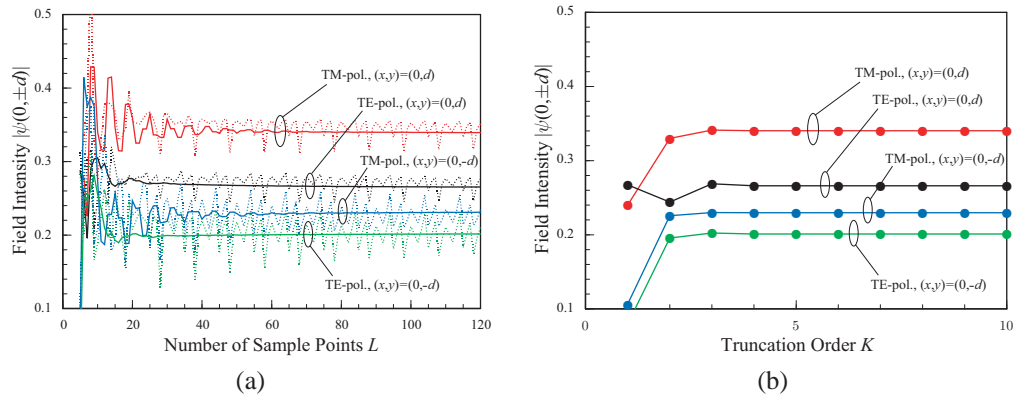 0.5
0.4
0.3
0.2
0.1
Field Intensity |ψ(0,±d)|
TM-pol., (x,y)=(0,d)
TE-pol., (x,y)=(0,d)
TM-pol., (x,y)=(0,-d)
TE-pol., (x,y)=(0,-d)
0 20 40 60 80 100 120
Number of Sample Points L
(a)
0.5
0.4
0.3
0.2
0.1
Field Intensity |ψ(0,±d)|
TM-pol., (x,y)=(0,d)
TE-pol., (x,y)=(0,d)
TM-pol., (x,y)=(0,-d)
TE-pol., (x,y)=(0,-d)
0 5 10
Truncation Order K
(b)